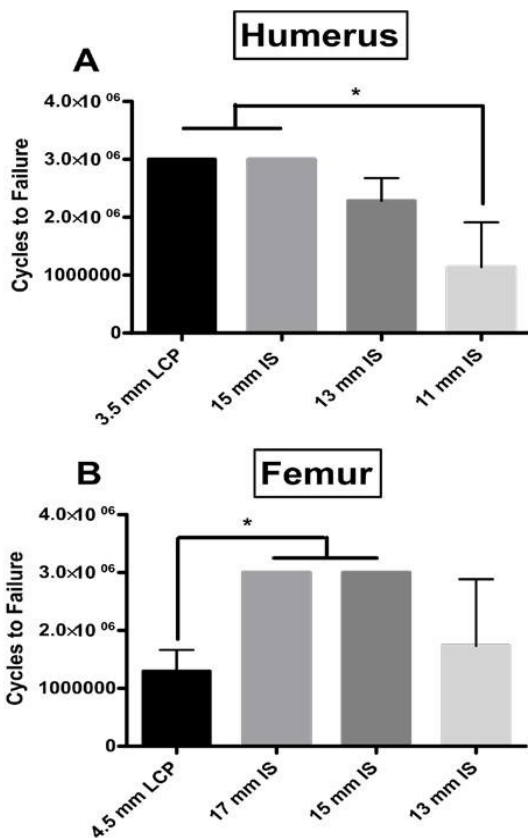 Humerus
A
*
4.0×10 06
3.0×10 06
2.0×10 06
1000000
0
Cycles to Failure
3.5 mm LCP
15 mm IS
13 mm IS
11 mm IS
B
Femur
*
4.0×10 06
3.0×10 06
2.0×10 06
1000000
0
Cycles to Failure
4.5 mm LCP
17 mm IS
15 mm IS
13 mm IS